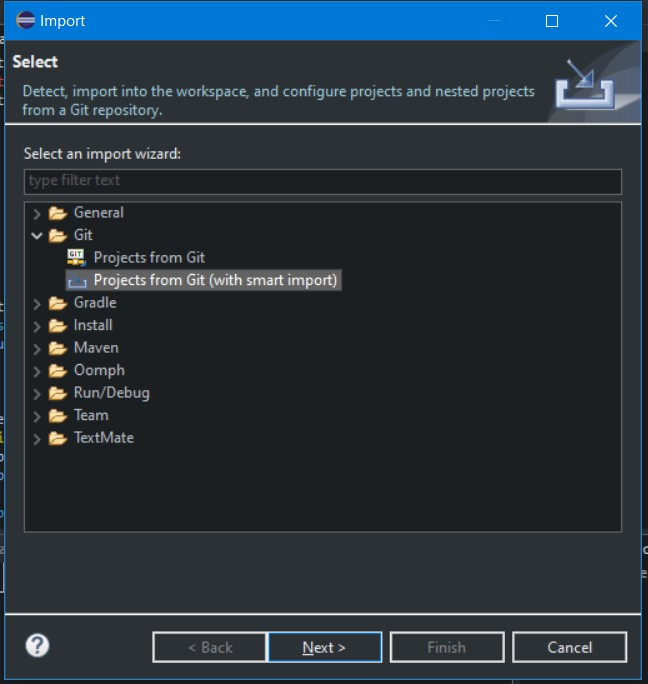 Import
Select
Detect, import into the workspace, and configure projects and nested projects
from a Git repository.
Select an import wizard:
type filter text
General
Git
GIT
Projects from Git
Projects from Git (with smart import)
Gradle
Install
Maven
Oomph
Run/Debug
Team
TextMate
?
< Back
Next >
Finish
Cancel